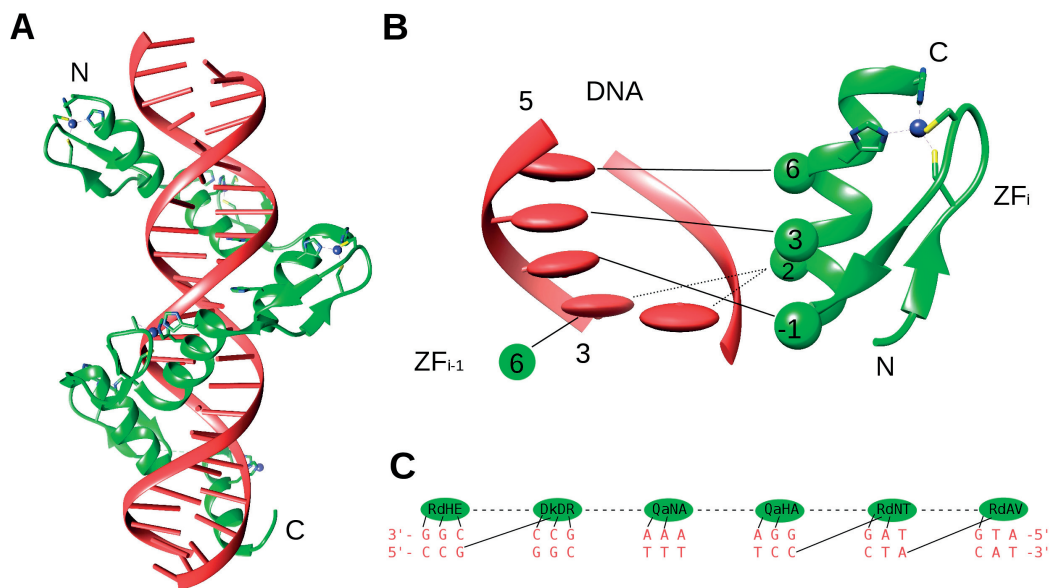 A
B
N
C
5
DNA
C
6
3
2
-1
ZFi
ZFi-1
6
3
N
C
RdHE DkDR QaNA QaHA RdNT RdAV
3'- G G C C C G A A A A G G G A T G T A -5'
5'- C C G G G C T T T T C C C T A C A T -3'